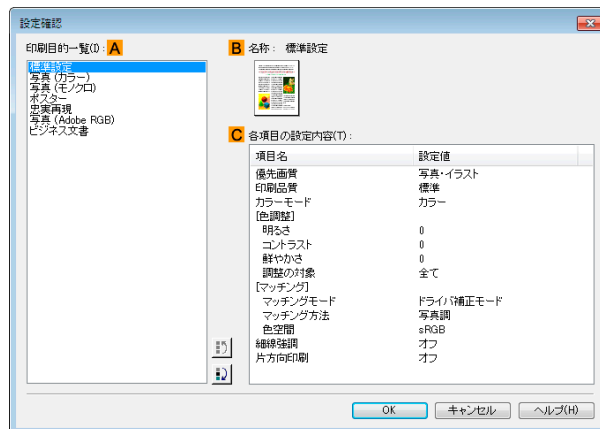 設定確認
印刷目的一覧(I): A
標準設定
写真 (カラー)
写真 (モノクロ)
ポスター
忠実再現
写真 (Adobe RGB)
ビジネス文書
B 名称: 標準設定
C 各項目の設定内容(T):
項目名 設定値
優先画質 写真・イラスト
印刷品質 標準
カラーモード カラー
[色調整]
明るさ 0
コントラスト 0
鮮やかさ 0
調整の対象 全て
[マッチング]
マッチングモード ドライバ補正モード
マッチング方法 写真調
色空間 sRGB
細線強調 オフ
片方向印刷 オフ
OK キャンセル ヘルプ(H)